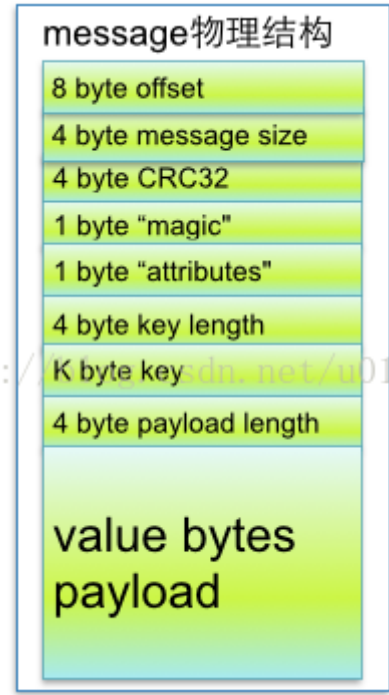 message物理结构
8 byte offset
4 byte message size
4 byte CRC32
1 byte “magic"
1 byte “attributes"
4 byte key length
K byte key
4 byte payload length
value bytes
payload